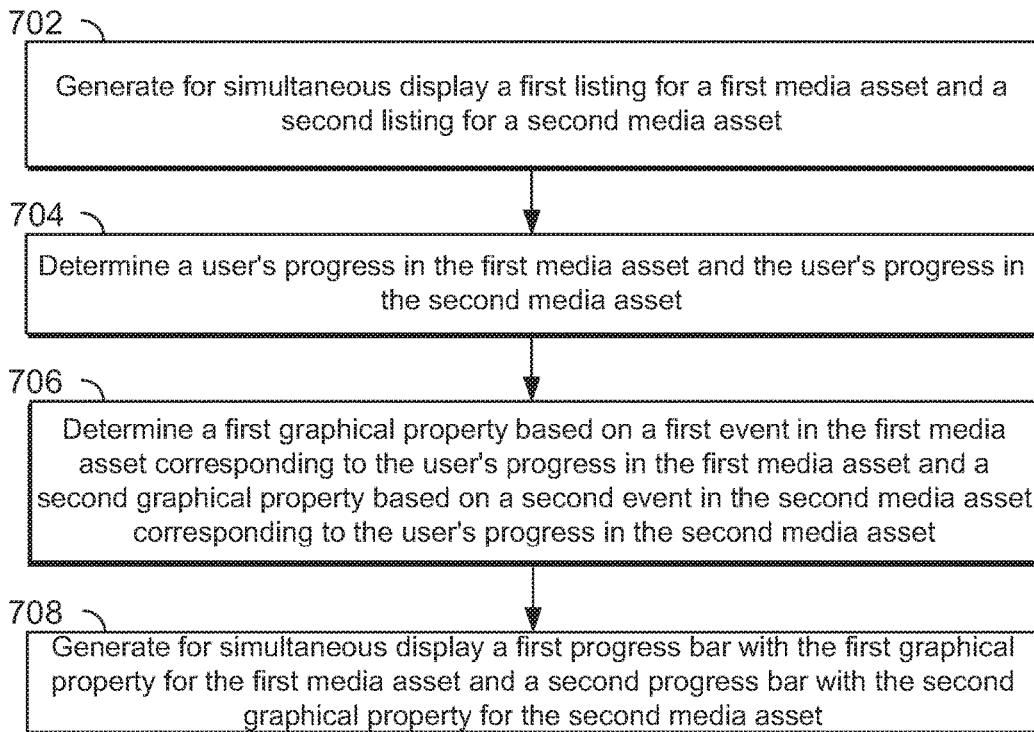 702
Generate for simultaneous display a first listing for a first media asset and a
second listing for a second media asset
704
Determine a user's progress in the first media asset and the user's progress in
the second media asset
706
Determine a first graphical property based on a first event in the first media
asset corresponding to the user's progress in the first media asset and a
second graphical property based on a second event in the second media asset
corresponding to the user's progress in the second media asset
708
Generate for simultaneous display a first progress bar with the first graphical
property for the first media asset and a second progress bar with the second
graphical property for the second media asset